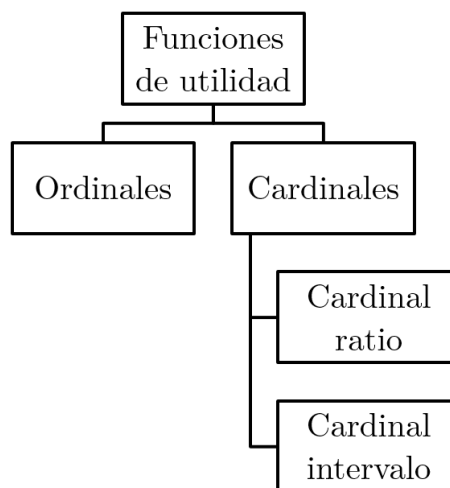 Funciones
de utilidad
Ordinales
Cardinales
Cardinal
ratio
Cardinal
intervalo